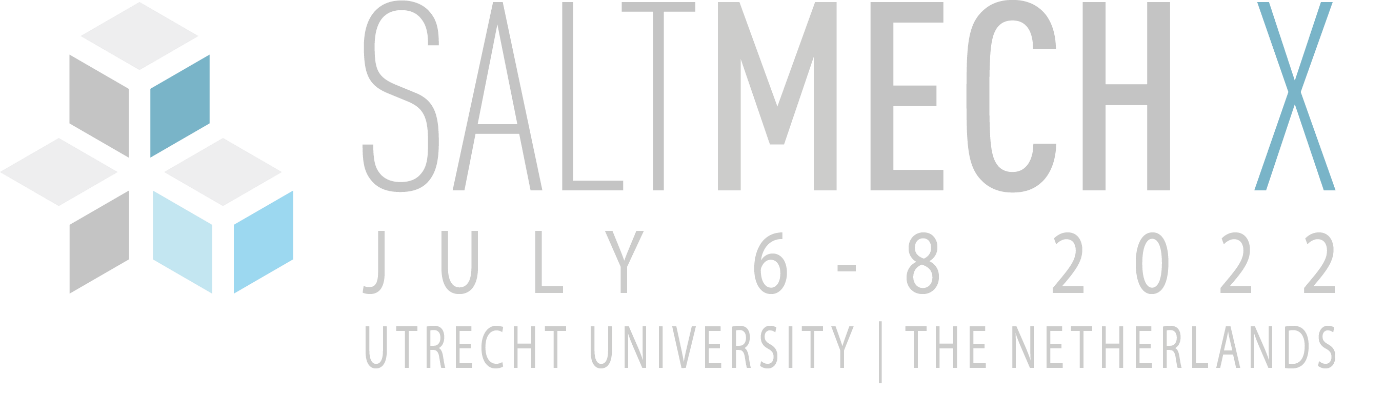 SALTMECH X
JULY 6-8 2022
UTRECHT UNIVERSITY | THE NETHERLANDS